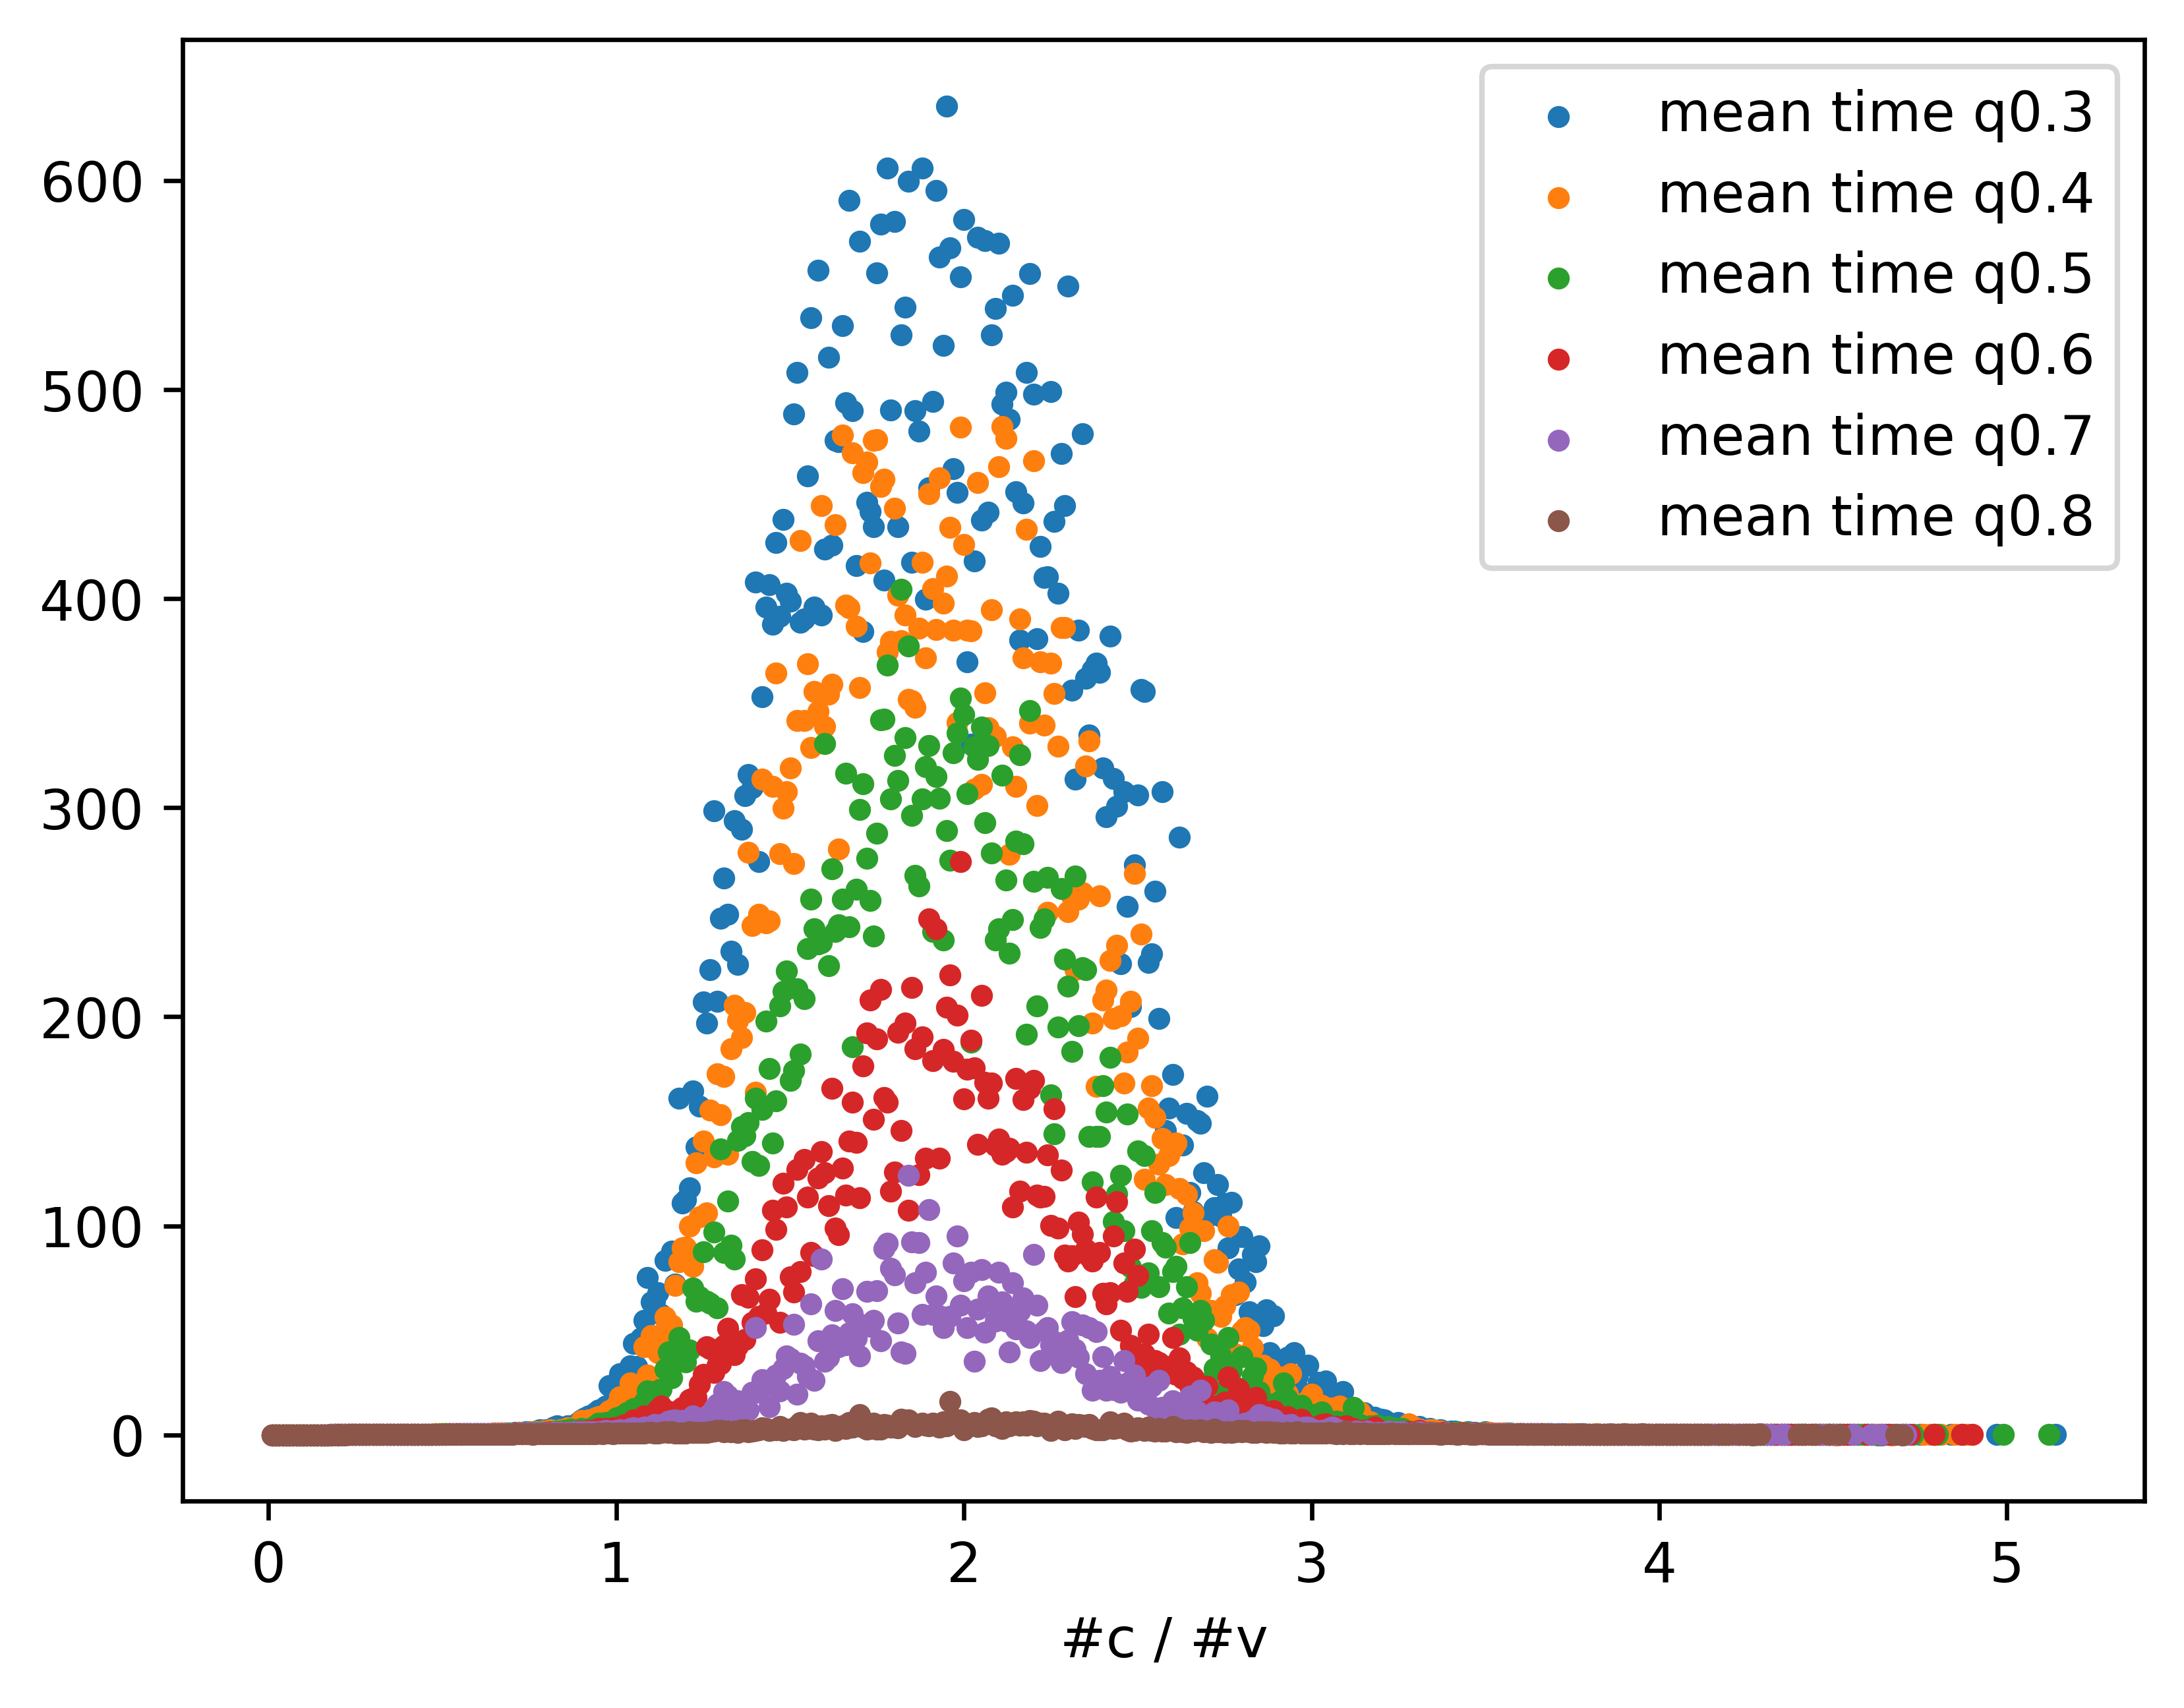 600
500
400
300
200
100
0
mean time q0.3
mean time q0.4
mean time q0.5
mean time q0.6
mean time q0.7
mean time q0.8
0 1 2 3 4 5
#c / #v